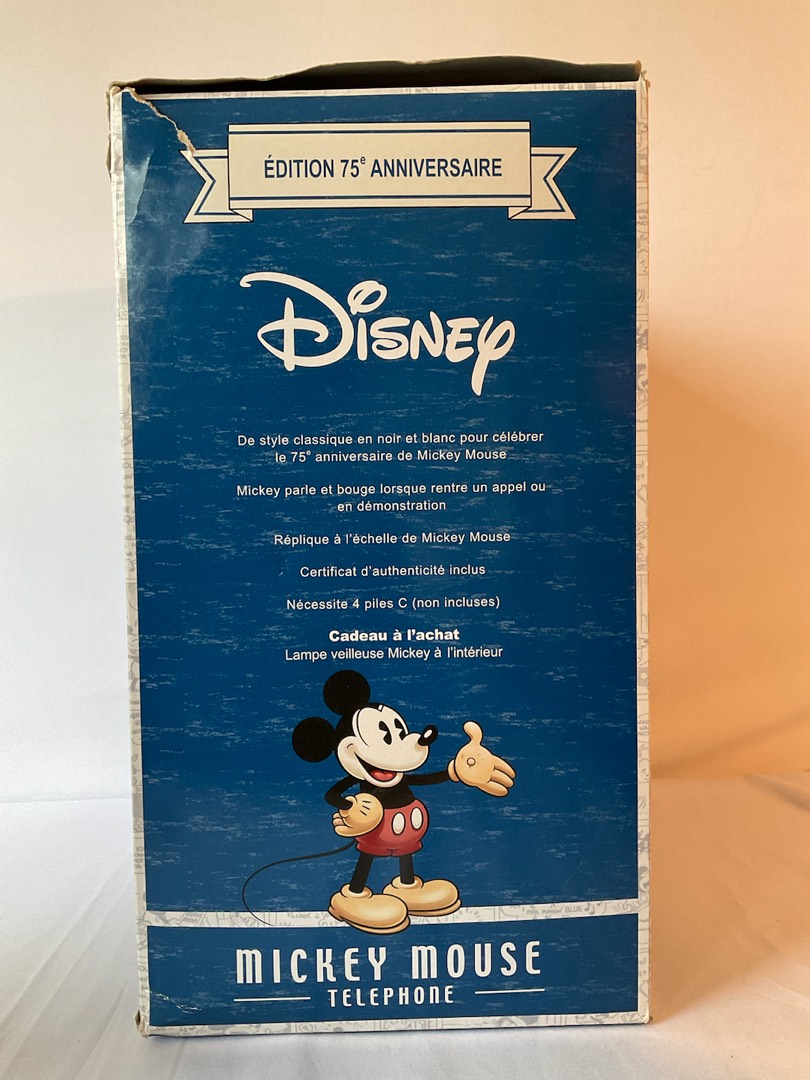 ÉDITION 75e ANNIVERSAIRE
DISNEY
De style classique en noir et blanc pour célébrer
le 75e anniversaire de Mickey Mouse
Mickey parle et bouge lorsque rentre un appel ou
en démonstration
Réplique à l'échelle de Mickey Mouse
Certificat d'authenticité inclus
Nécessite 4 piles C (non incluses)
Cadeau à l'achat
Lampe veilleuse Mickey à l'intérieur
MICKEY MOUSE
TELEPHONE